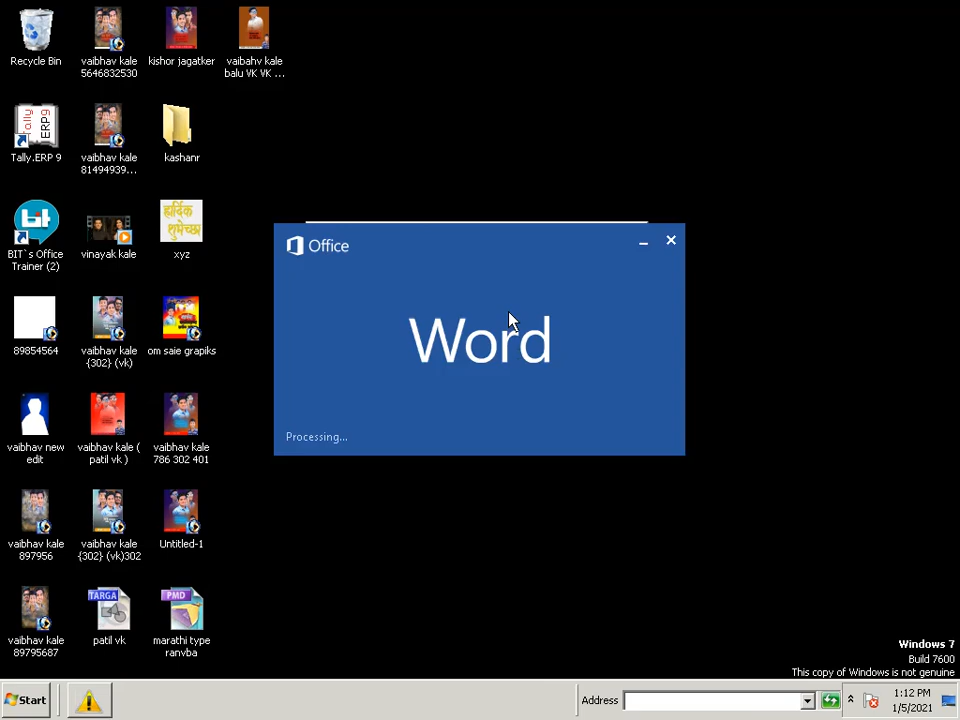 Recycle Bin
vaibhav kale
5646832530
kishor jagatker
vaibahv kale
balu VK VK ...
Tally.ERP 9
vaibhav kale
81494939...
kashanr
BIT`s Office
Trainer (2)
vinayak kale
हार्दिक
शुभेच्छा
xyz
Office
Word
Processing...
89854564
vaibhav kale
{302} (vk)
om saie grapiks
vaibhav new
edit
vaibhav kale (
patil vk )
vaibhav kale
786 302 401
vaibhav kale
897956
vaibhav kale
{302} (vk)302
Untitled-1
vaibhav kale
89795687
TARGA
patil vk
PMD
marathi type
ranvba
Windows 7
Build 7600
This copy of Windows is not genuine
Start
Address
1:12 PM
1/5/2021